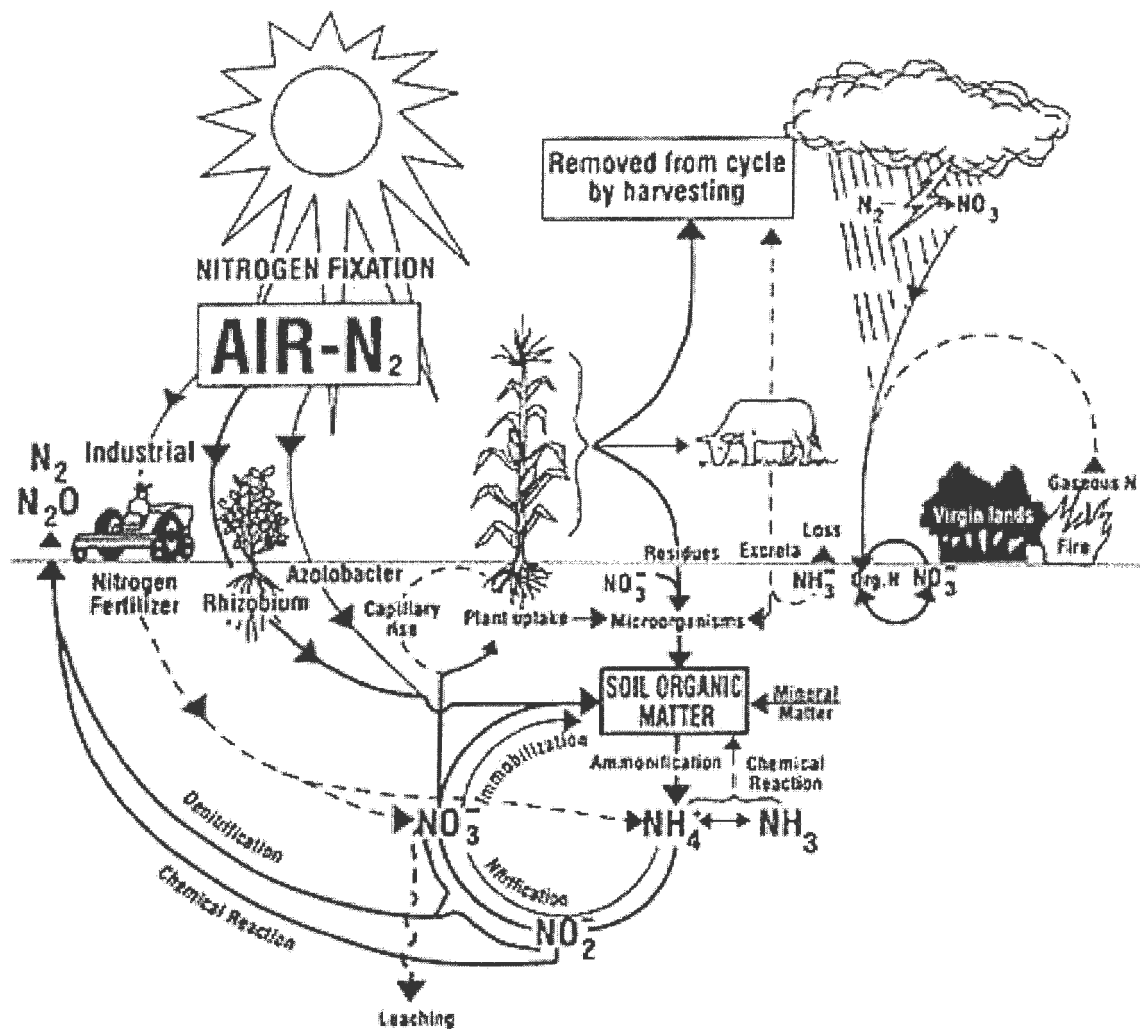 Removed from cycle
by harvesting
N₂
NO₃
NITROGEN FIXATION
AIR-N₂
N₂
N₂O
Industrial
Gaseous N
Virgin lands
Fire
Loss
Residues
Excreta
Nitrogen
Fertilizer
Rhizobium
Azolobacter
Capillary
rise
NO₃⁻
NH₃⁻
Org. N
NO₃⁻
Plant uptake
Microorganisms
SOIL ORGANIC
MATTER
Mineral
Matter
Immobilization
Ammonification
Chemical
Reaction
NO₃⁻
NH₄⁺
NH₃
Denitrification
Nitrification
Chemical Reaction
NO₂⁻
Leaching